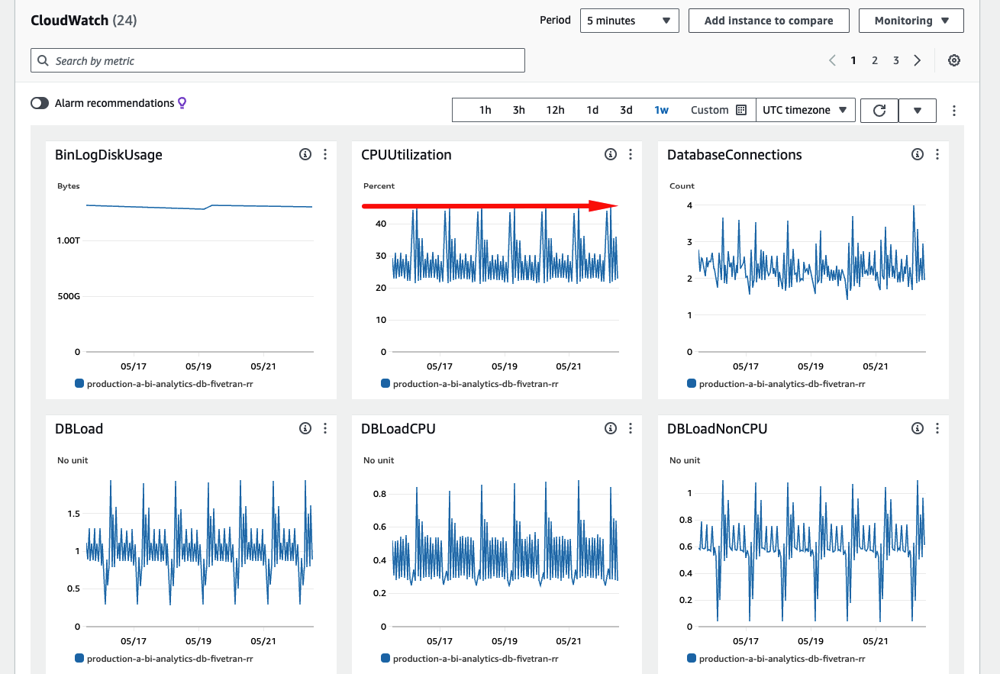 CloudWatch (24)
Period
5 minutes
Add instance to compare
Monitoring
Search by metric
1 2 3
Alarm recommendations
1h 3h 12h 1d 3d 1w Custom
UTC timezone
BinLogDiskUsage
Bytes
1.00T
500G
0
05/17 05/19 05/21
production-a-bi-analytics-db-fivetran-rr
CPUUtilization
Percent
40
30
20
10
0
05/17 05/19 05/21
production-a-bi-analytics-db-fivetran-rr
DatabaseConnections
Count
4
3
2
1
0
05/17 05/19 05/21
production-a-bi-analytics-db-fivetran-rr
DBLoad
No unit
1.5
1
0.5
0
05/17 05/19 05/21
production-a-bi-analytics-db-fivetran-rr
DBLoadCPU
No unit
0.8
0.6
0.4
0.2
0
05/17 05/19 05/21
production-a-bi-analytics-db-fivetran-rr
DBLoadNonCPU
No unit
1
0.8
0.6
0.4
0.2
0
05/17 05/19 05/21
production-a-bi-analytics-db-fivetran-rr